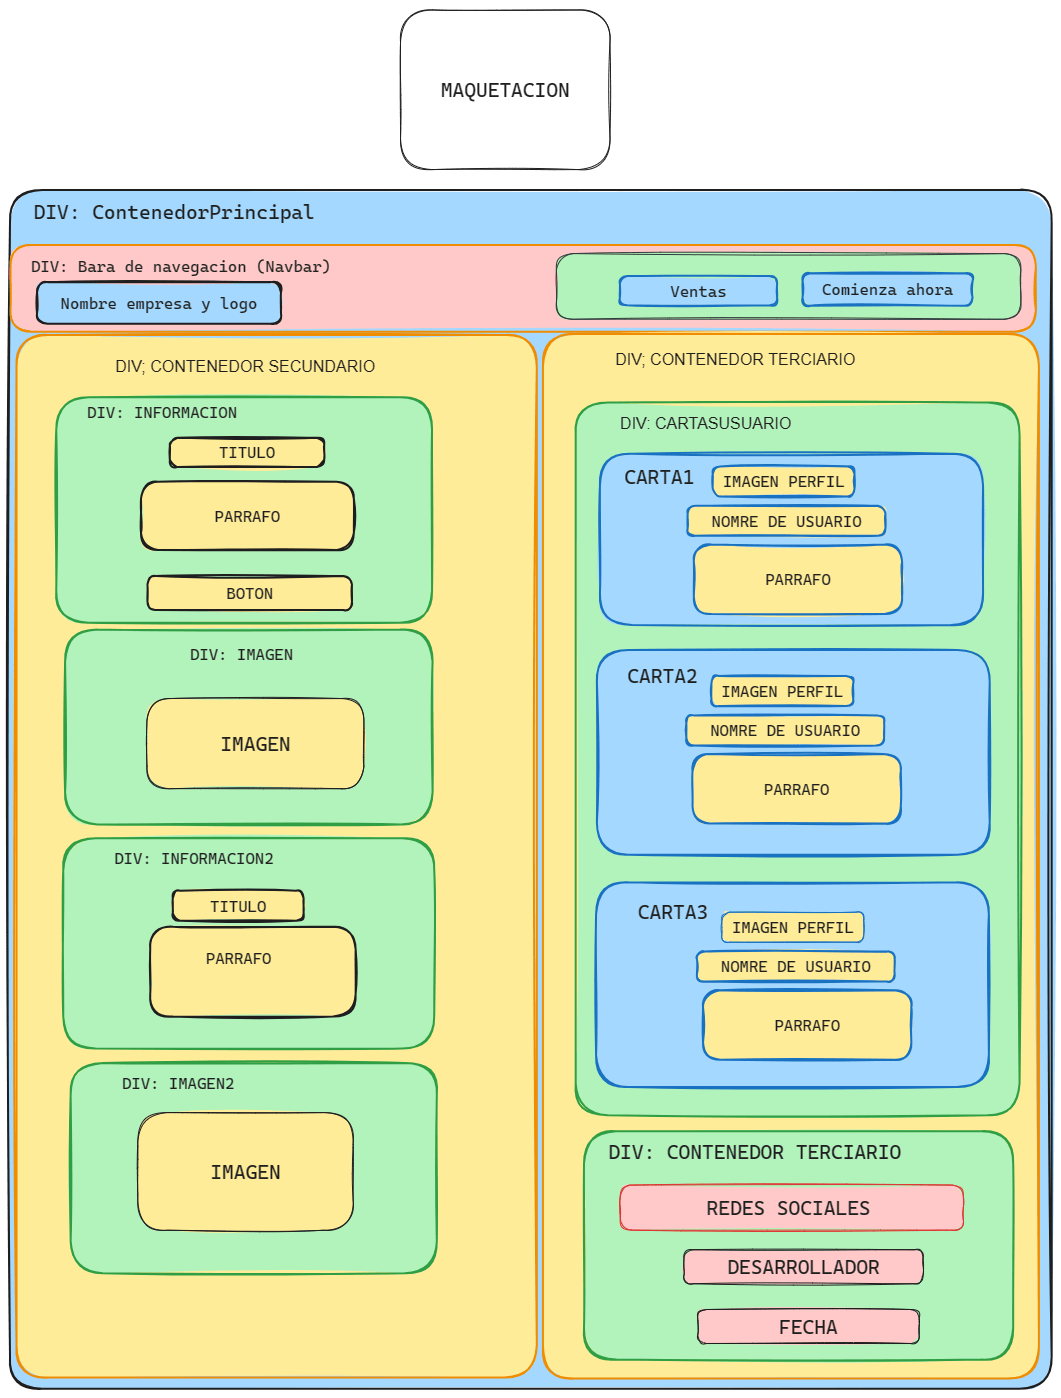 MAQUETACION
DIV: ContenedorPrincipal
DIV: Bara de navegacion (Navbar)
Nombre empresa y logo
Ventas
Comienza ahora
DIV; CONTENEDOR SECUNDARIO
DIV: INFORMACION
TITULO
PARRAFO
BOTON
DIV: IMAGEN
IMAGEN
DIV: INFORMACION2
TITULO
PARRAFO
DIV: IMAGEN2
IMAGEN
DIV; CONTENEDOR TERCIARIO
DIV: CARTASUSUARIO
CARTA1
IMAGEN PERFIL
NOMRE DE USUARIO
PARRAFO
CARTA2
IMAGEN PERFIL
NOMRE DE USUARIO
PARRAFO
CARTA3
IMAGEN PERFIL
NOMRE DE USUARIO
PARRAFO
DIV: CONTENEDOR TERCIARIO
REDES SOCIALES
DESARROLLADOR
FECHA